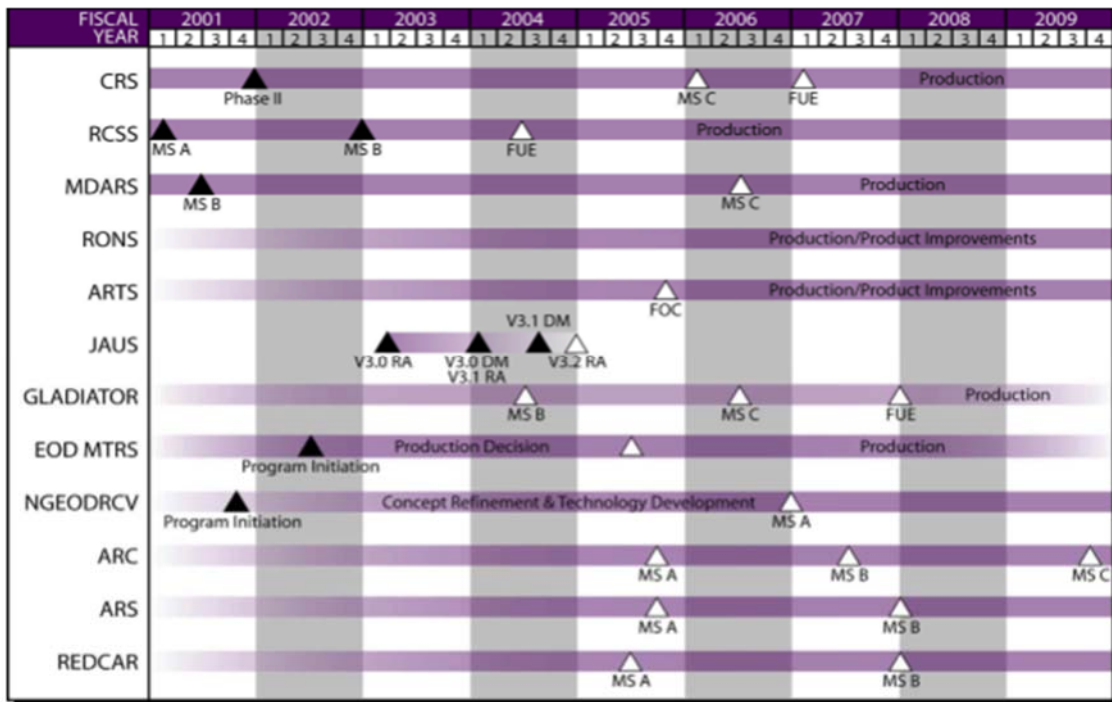 FISCAL YEAR 2001 2002 2003 2004 2005 2006 2007 2008 2009
1 2 3 4 1 2 3 4 1 2 3 4 1 2 3 4 1 2 3 4 1 2 3 4 1 2 3 4 1 2 3 4 1 2 3 4
CRS Production
Phase II MS C FUE
RCSS Production
MS A MS B FUE
MDARS Production
MS B MS C
RONS Production/Product Improvements
ARTS Production/Product Improvements
FOC
V3.1 DM
JAUS
V3.0 RA V3.0 DM V3.2 RA
V3.1 RA
GLADIATOR Production
MS B MS C FUE
EOD MTRS Production Decision Production
Program Initiation
NGEODRCV Concept Refinement & Technology Development
Program Initiation MS A
ARC
MS A MS B MS C
ARS
MS A MS B
REDCAR
MS A MS B